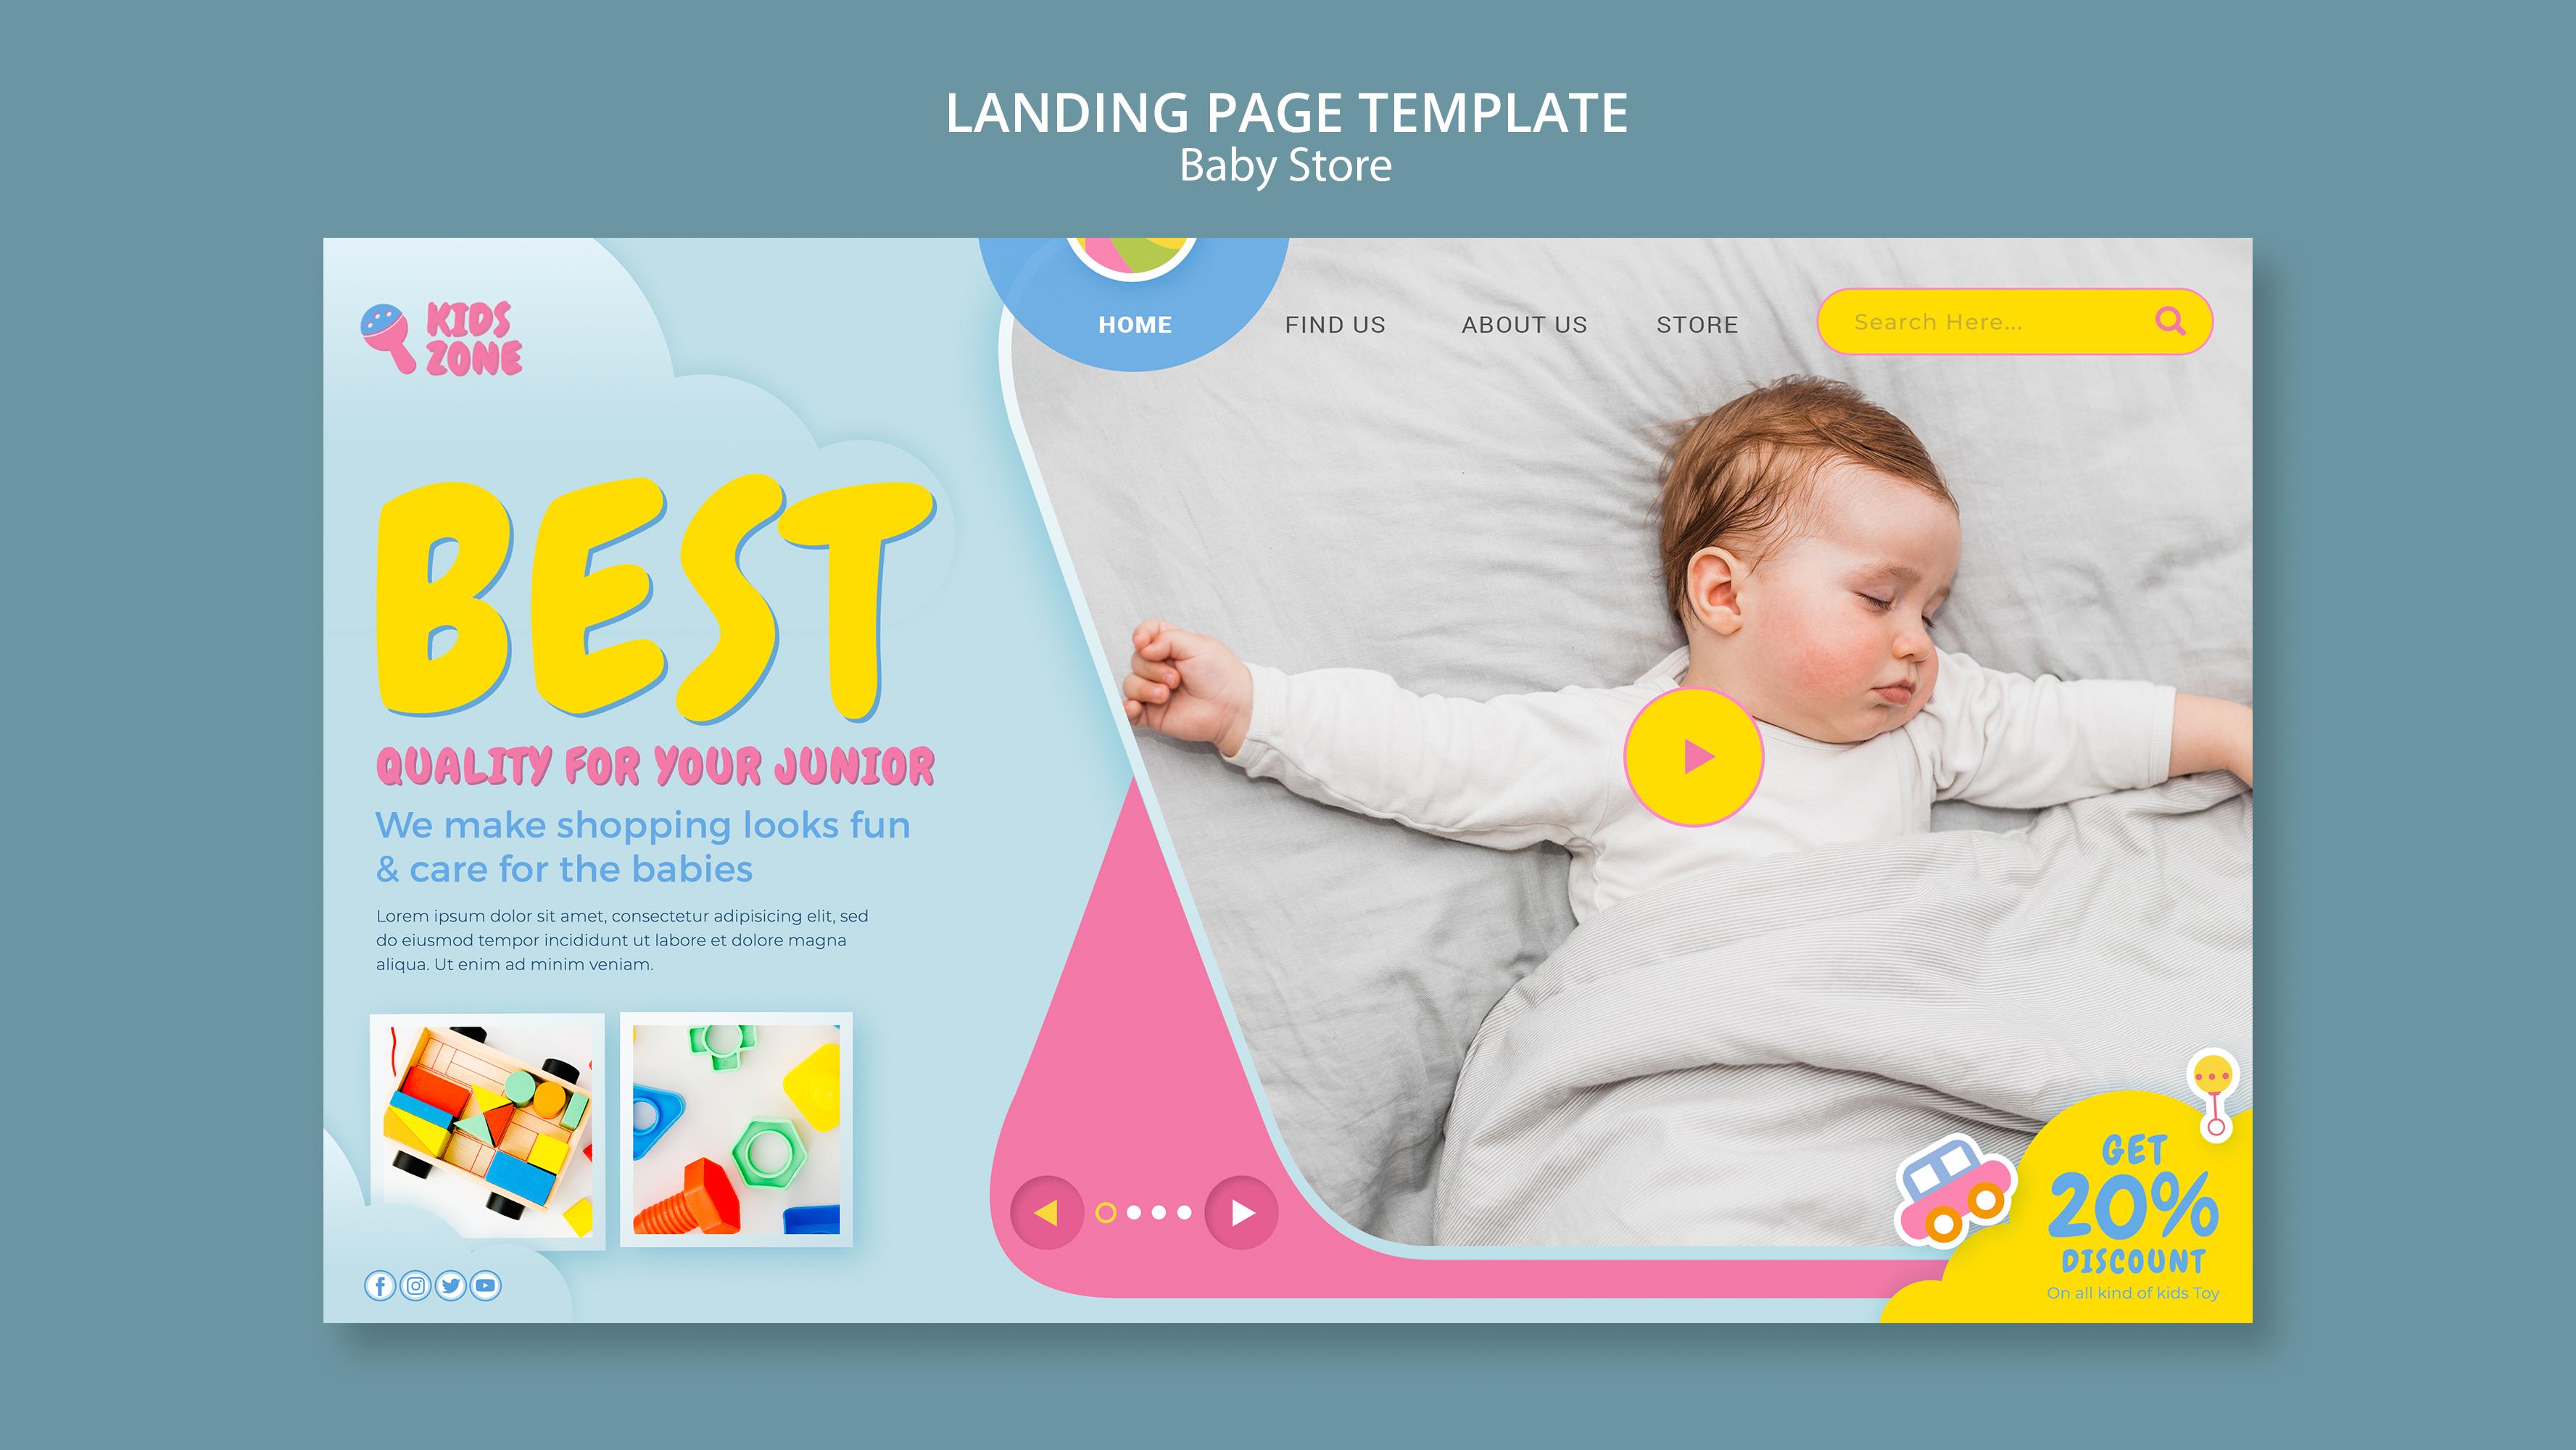 LANDING PAGE TEMPLATE
Baby Store
KIDS
ZONE
HOME
FIND US
ABOUT US
STORE
Search Here...
BEST
QUALITY FOR YOUR JUNIOR
We make shopping looks fun
& care for the babies
Lorem ipsum dolor sit amet, consectetur adipisicing elit, sed
do eiusmod tempor incididunt ut labore et dolore magna
aliqua. Ut enim ad minim veniam.
GET
20%
DISCOUNT
On all kind of kids Toy